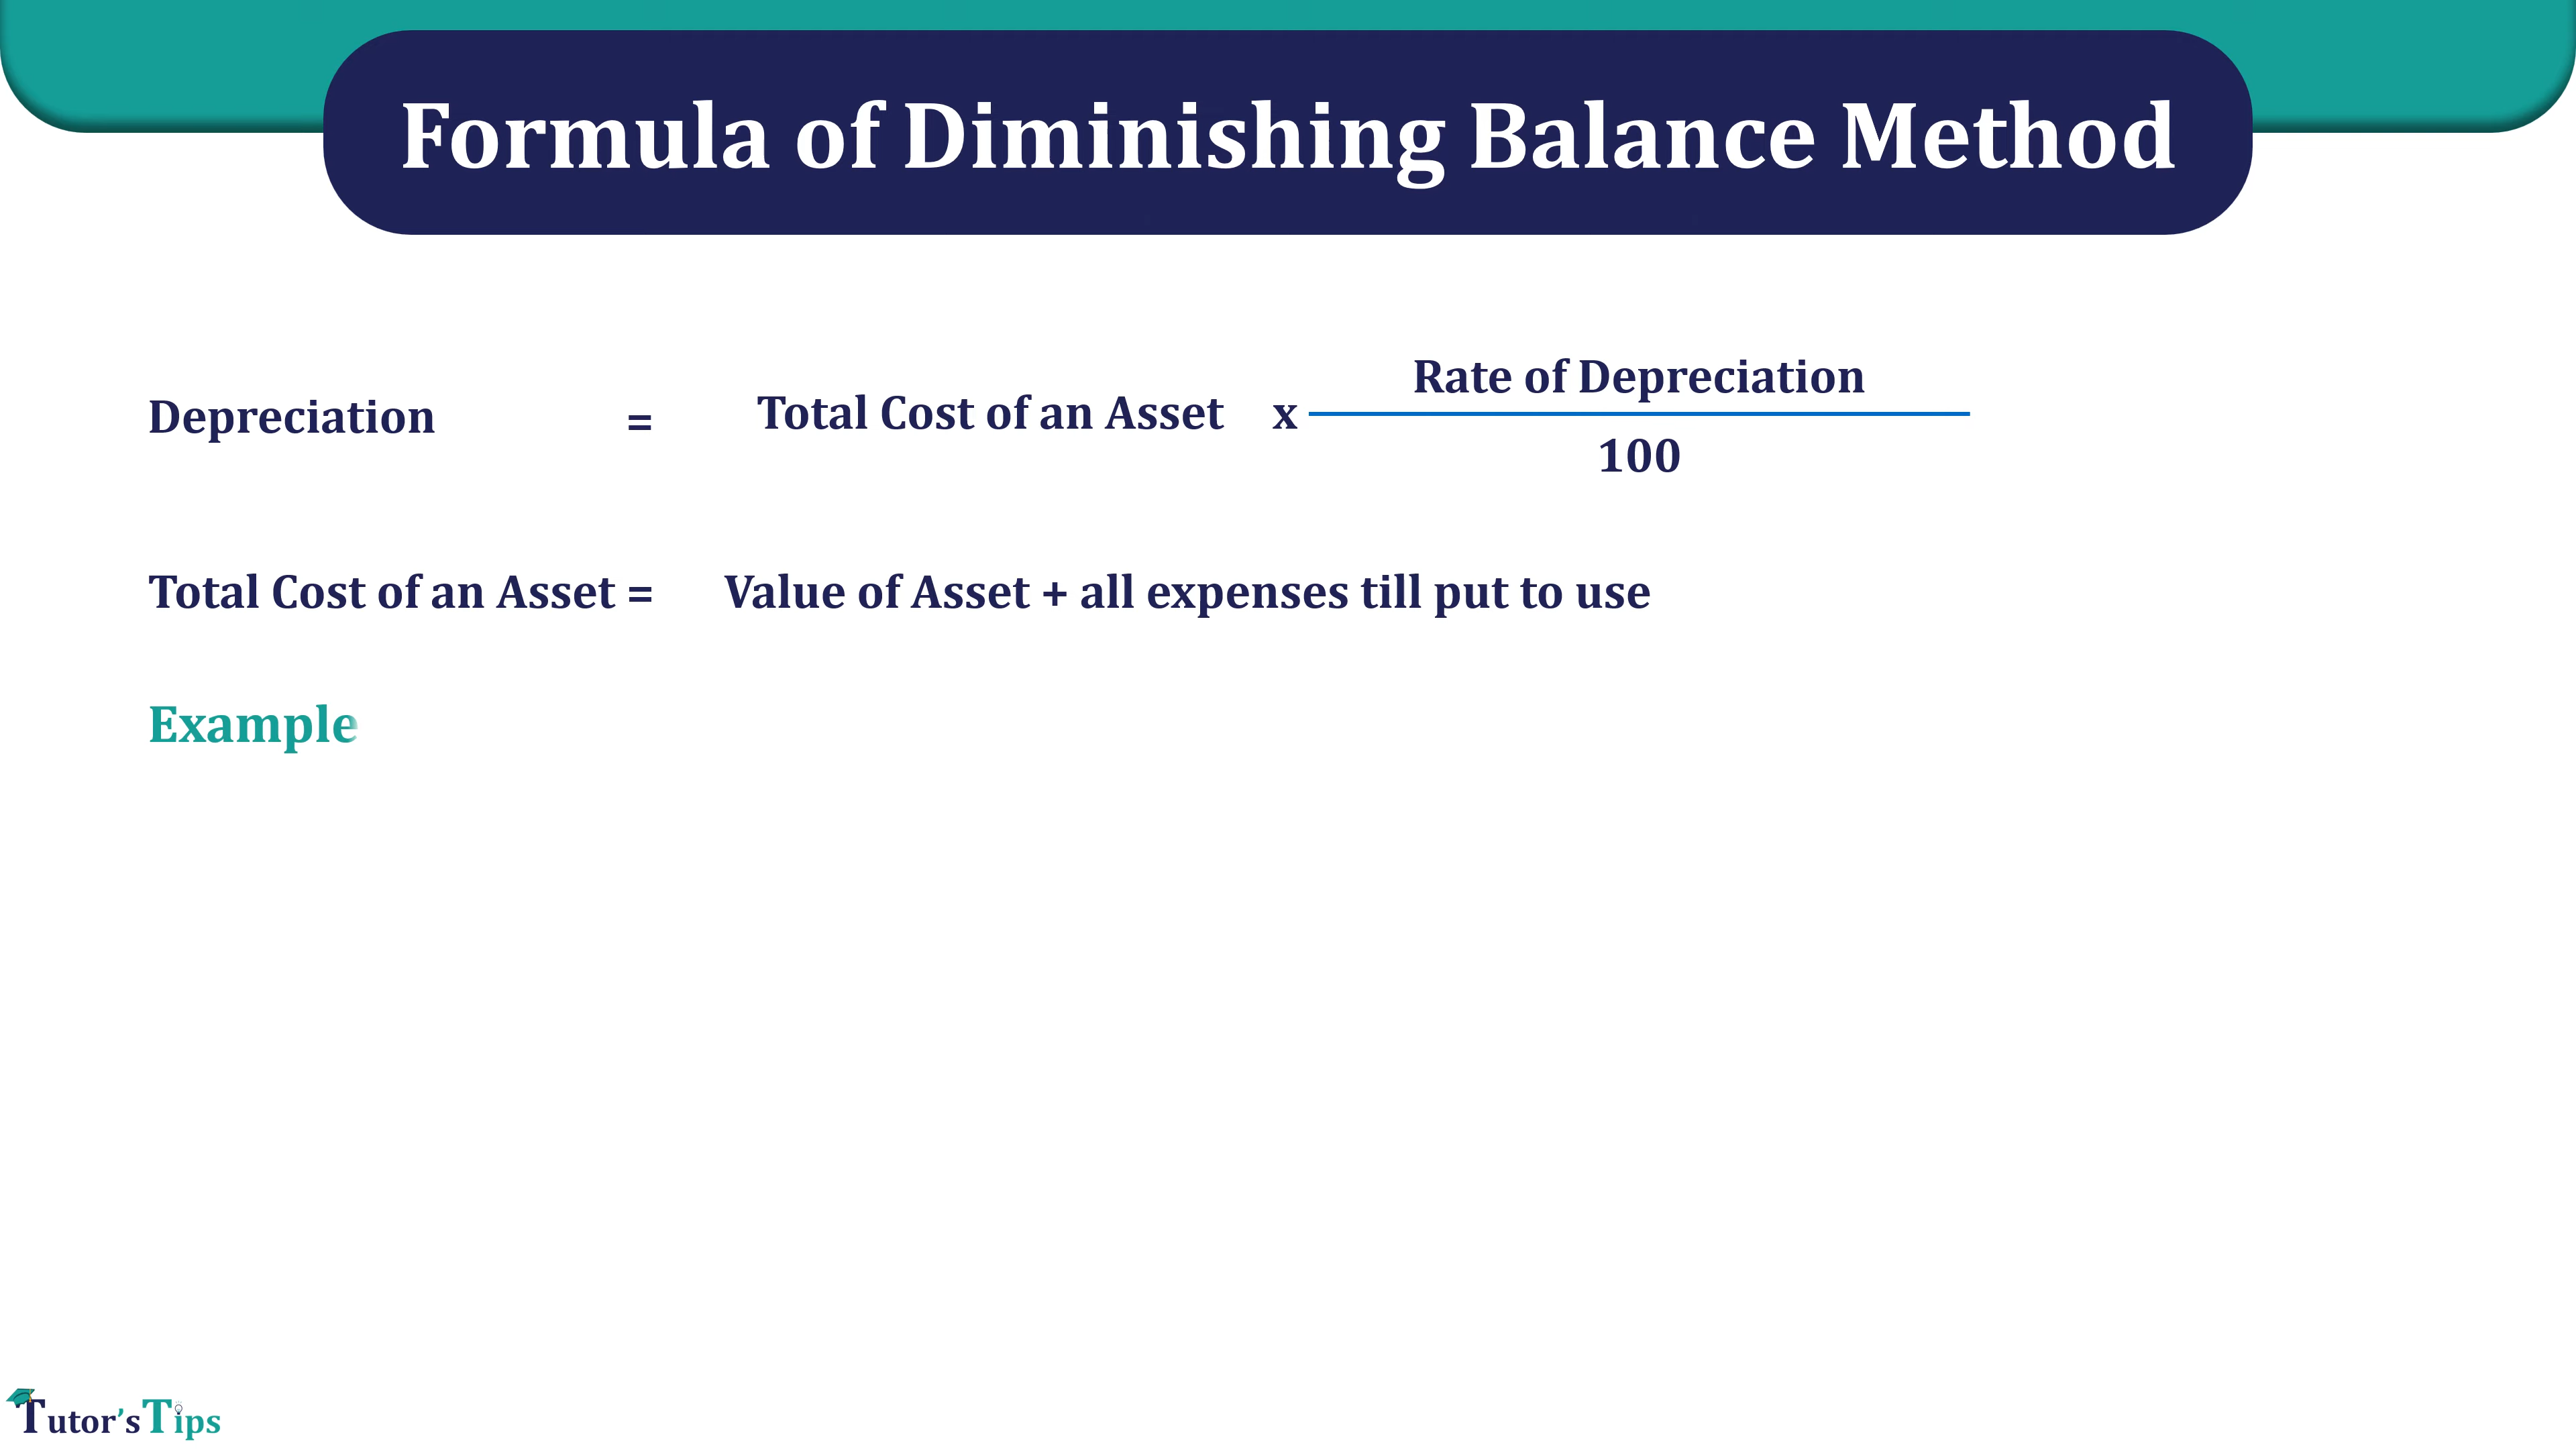 Formula of Diminishing Balance Method
Rate of Depreciation
Depreciation = Total Cost of an Asset x
100
Total Cost of an Asset = Value of Asset + all expenses till put to use
Example
Tutor'sTips